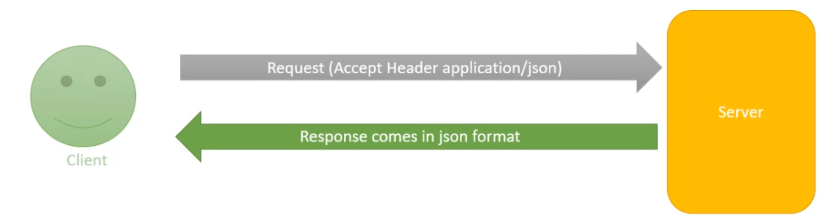 Request (Accept Header application/json)
Server
Response comes in json format
Client